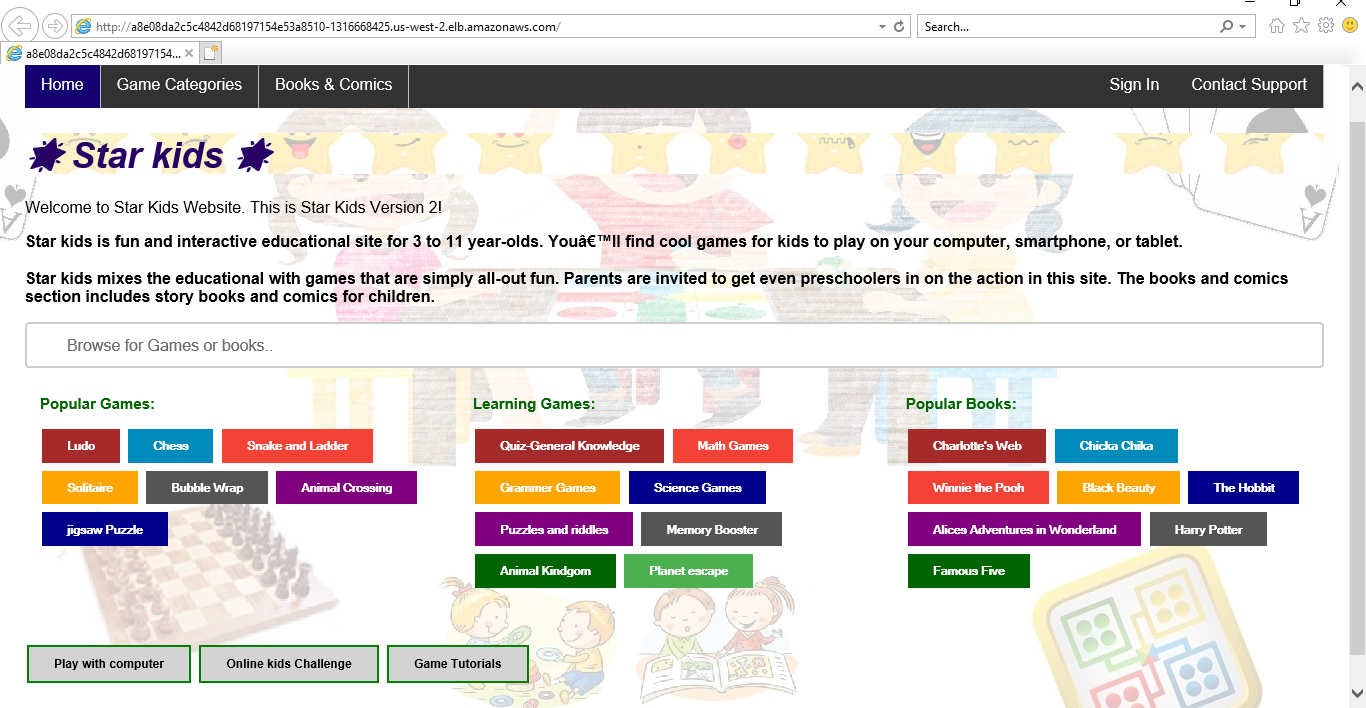 http://a8e08da2c5c4842d68197154e53a8510-1316668425.us-west-2.elb.amazonaws.com/
Search...
a8e08da2c5c4842d68197154...
Home Game Categories Books & Comics Sign In Contact Support
Star kids
Welcome to Star Kids Website. This is Star Kids Version 2!
Star kids is fun and interactive educational site for 3 to 11 year-olds. Youâ€™ll find cool games for kids to play on your computer, smartphone, or tablet.
Star kids mixes the educational with games that are simply all-out fun. Parents are invited to get even preschoolers in on the action in this site. The books and comics
section includes story books and comics for children.
Browse for Games or books..
Popular Games:
Ludo Chess Snake and Ladder
Solitaire Bubble Wrap Animal Crossing
jigsaw Puzzle
Learning Games:
Quiz-General Knowledge Math Games
Grammer Games Science Games
Puzzles and riddles Memory Booster
Animal Kindgom Planet escape
Popular Books:
Charlotte's Web Chicka Chika
Winnie the Pooh Black Beauty The Hobbit
Alices Adventures in Wonderland Harry Potter
Famous Five
Play with computer Online kids Challenge Game Tutorials
A
A